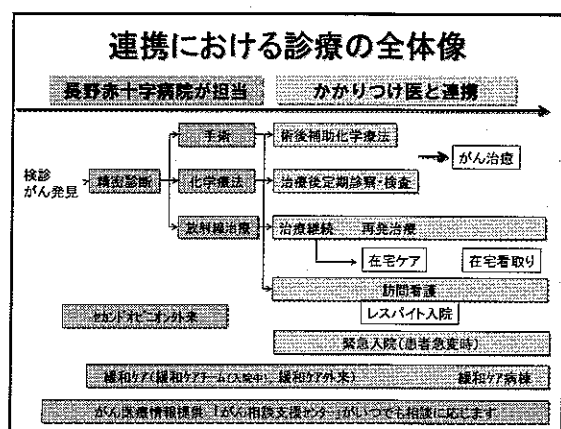 連携における診療の全体像
長野赤十字病院が担当 かかりつけ医と連携
手術 術後補助化学療法
がん治癒
検診
がん発見 精密診断 化学療法 治療後定期診察・検査
放射線治療 治療継続 再発治療
在宅ケア 在宅看取り
訪問看護
セカンドオピニオン外来 レスパイト入院
緊急入院(患者急変時)
緩和ケア(緩和ケアチーム(入院中)、緩和ケア外来) 緩和ケア病棟
がん医療情報提供 「がん相談支援センター」がいつでも相談に応じます